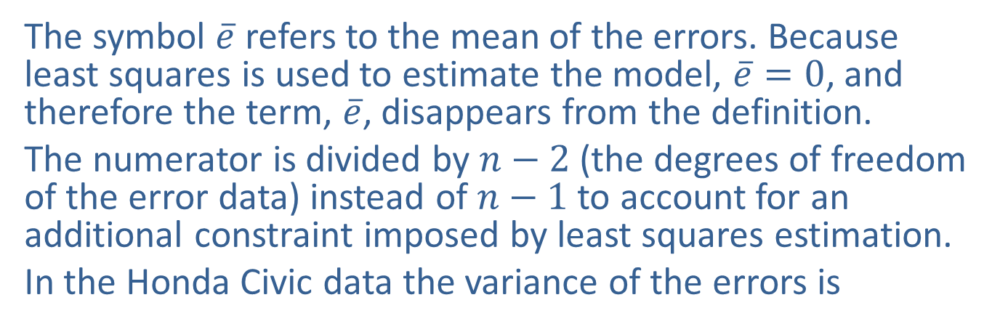 The symbol ē refers to the mean of the errors. Because
least squares is used to estimate the model, ē = 0, and
therefore the term, ē, disappears from the definition.
The numerator is divided by n − 2 (the degrees of freedom
of the error data) instead of n − 1 to account for an
additional constraint imposed by least squares estimation.
In the Honda Civic data the variance of the errors is